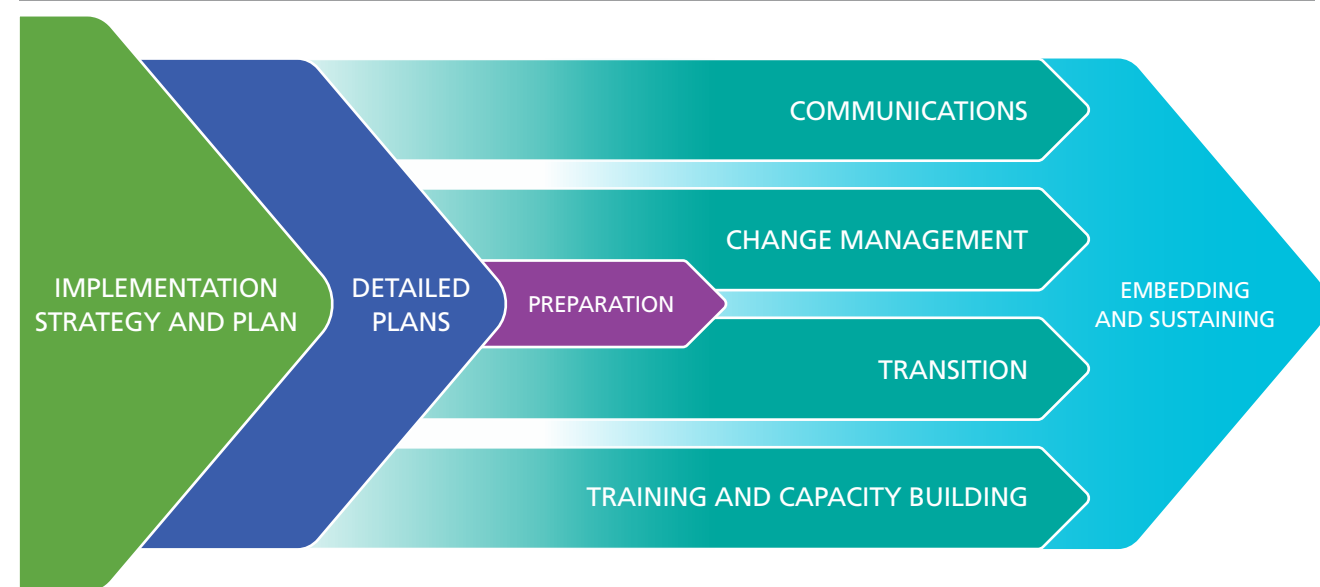 IMPLEMENTATION
STRATEGY AND PLAN
DETAILED
PLANS
PREPARATION
COMMUNICATIONS
CHANGE MANAGEMENT
TRANSITION
TRAINING AND CAPACITY BUILDING
EMBEDDING
AND SUSTAINING